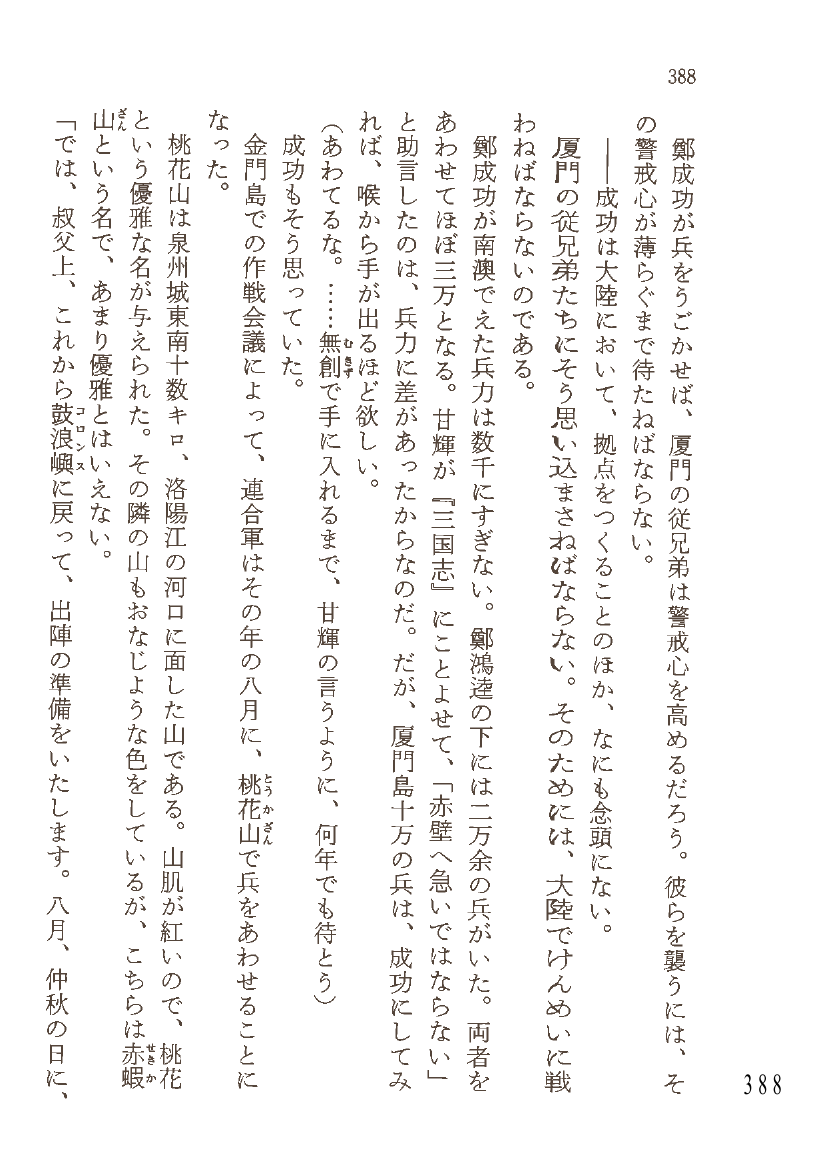 388
鄭成功が兵をうごかせば、厦門の従兄弟は警戒心を高めるだろう。彼らを襲うには、そ
の警戒心が薄らぐまで待たねばならない。
――成功は大陸において、拠点をつくることのほか、なにも念頭にない。
厦門の従兄弟たちにそう思い込まさねばならない。そのためには、大陸でけんめいに戦
わねばならないのである。
鄭成功が南澳でえた兵力は数千にすぎない。鄭鴻逵の下には二万余の兵がいた。両者を
あわせてほぼ三万となる。甘輝が『三国志』にことよせて、「赤壁へ急いではならない」
と助言したのは、兵力に差があったからなのだ。だが、厦門島十万の兵は、成功にしてみ
れば、喉から手が出るほど欲しい。
（あわてるな。……無創で手に入れるまで、甘輝の言うように、何年でも待とう）
成功もそう思っていた。
金門島での作戦会議によって、連合軍はその年の八月に、桃花山で兵をあわせることに
なった。
桃花山は泉州城東南十数キロ、洛陽江の河口に面した山である。山肌が紅いので、桃花
という優雅な名が与えられた。その隣の山もおなじような色をしているが、こちらは赤蝦
山という名で、あまり優雅とはいえない。
「では、叔父上、これから鼓浪嶼に戻って、出陣の準備をいたします。八月、仲秋の日に、
388